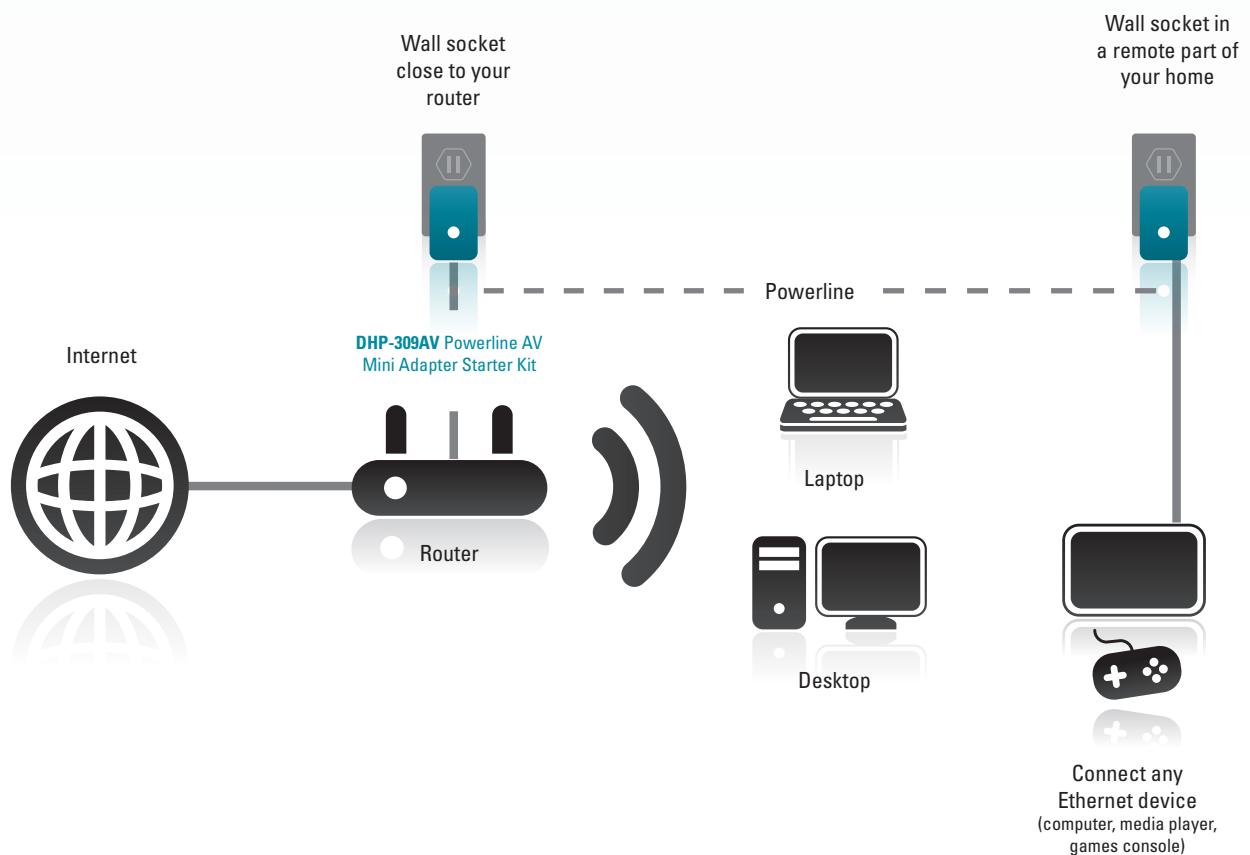 Wall socket
close to your
router
Wall socket in
a remote part of
your home
Powerline
DHP-309AV Powerline AV
Mini Adapter Starter Kit
Internet
Laptop
Router
Desktop
Connect any
Ethernet device
(computer, media player,
games console)